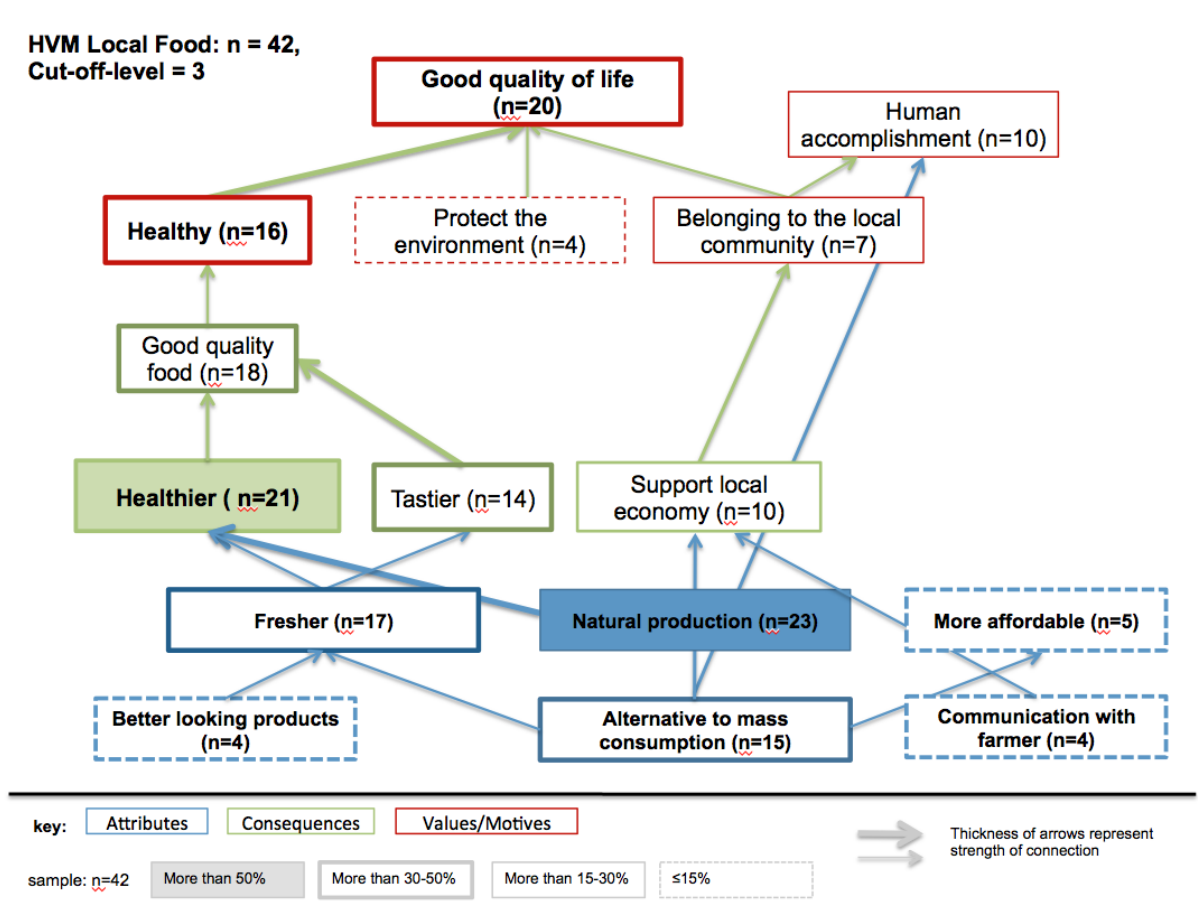 HVM Local Food: n = 42,
Cut-off-level = 3
Good quality of life
(n=20)
Human
accomplishment (n=10)
Healthy (n=16)
Protect the
environment (n=4)
Belonging to the local
community (n=7)
Good quality
food (n=18)
Healthier ( n=21)
Tastier (n=14)
Support local
economy (n=10)
Fresher (n=17)
Natural production (n=23)
More affordable (n=5)
Better looking products
(n=4)
Alternative to mass
consumption (n=15)
Communication with
farmer (n=4)
key:
Attributes
Consequences
Values/Motives
Thickness of arrows represent
strength of connection
sample: n=42
More than 50%
More than 30-50%
More than 15-30%
≤15%